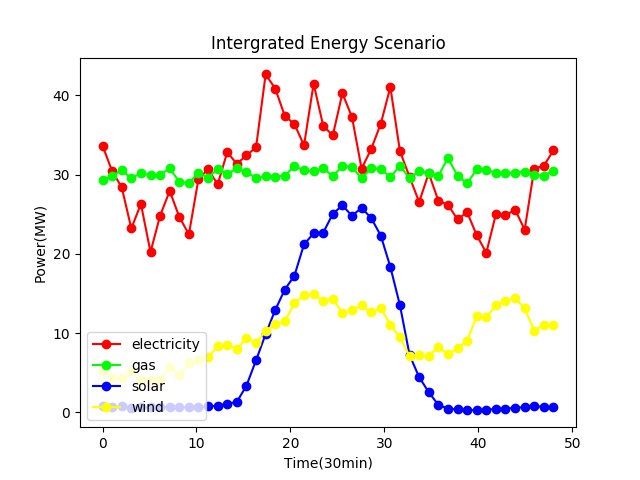 Intergrated Energy Scenario
Power(MW)
40
30
20
10
0
electricity
gas
solar
wind
0 10 20 30 40 50
Time(30min)